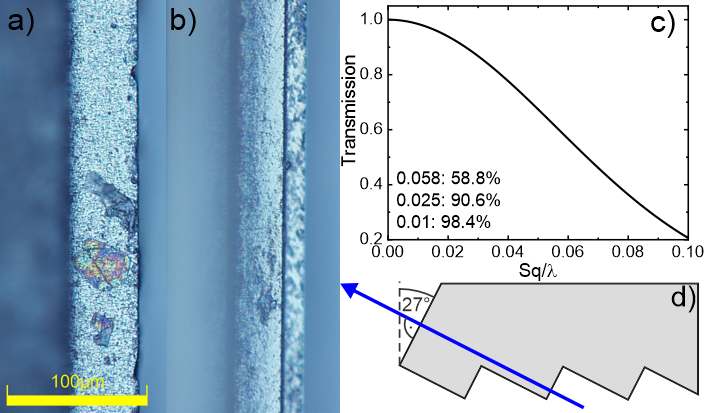 a)
b)
100µm
c)
Transmission
1.0
0.8
0.6
0.4
0.2
0.058: 58.8%
0.025: 90.6%
0.01: 98.4%
0.00
0.02
0.04
0.06
0.08
0.10
Sq/λ
d)
27°